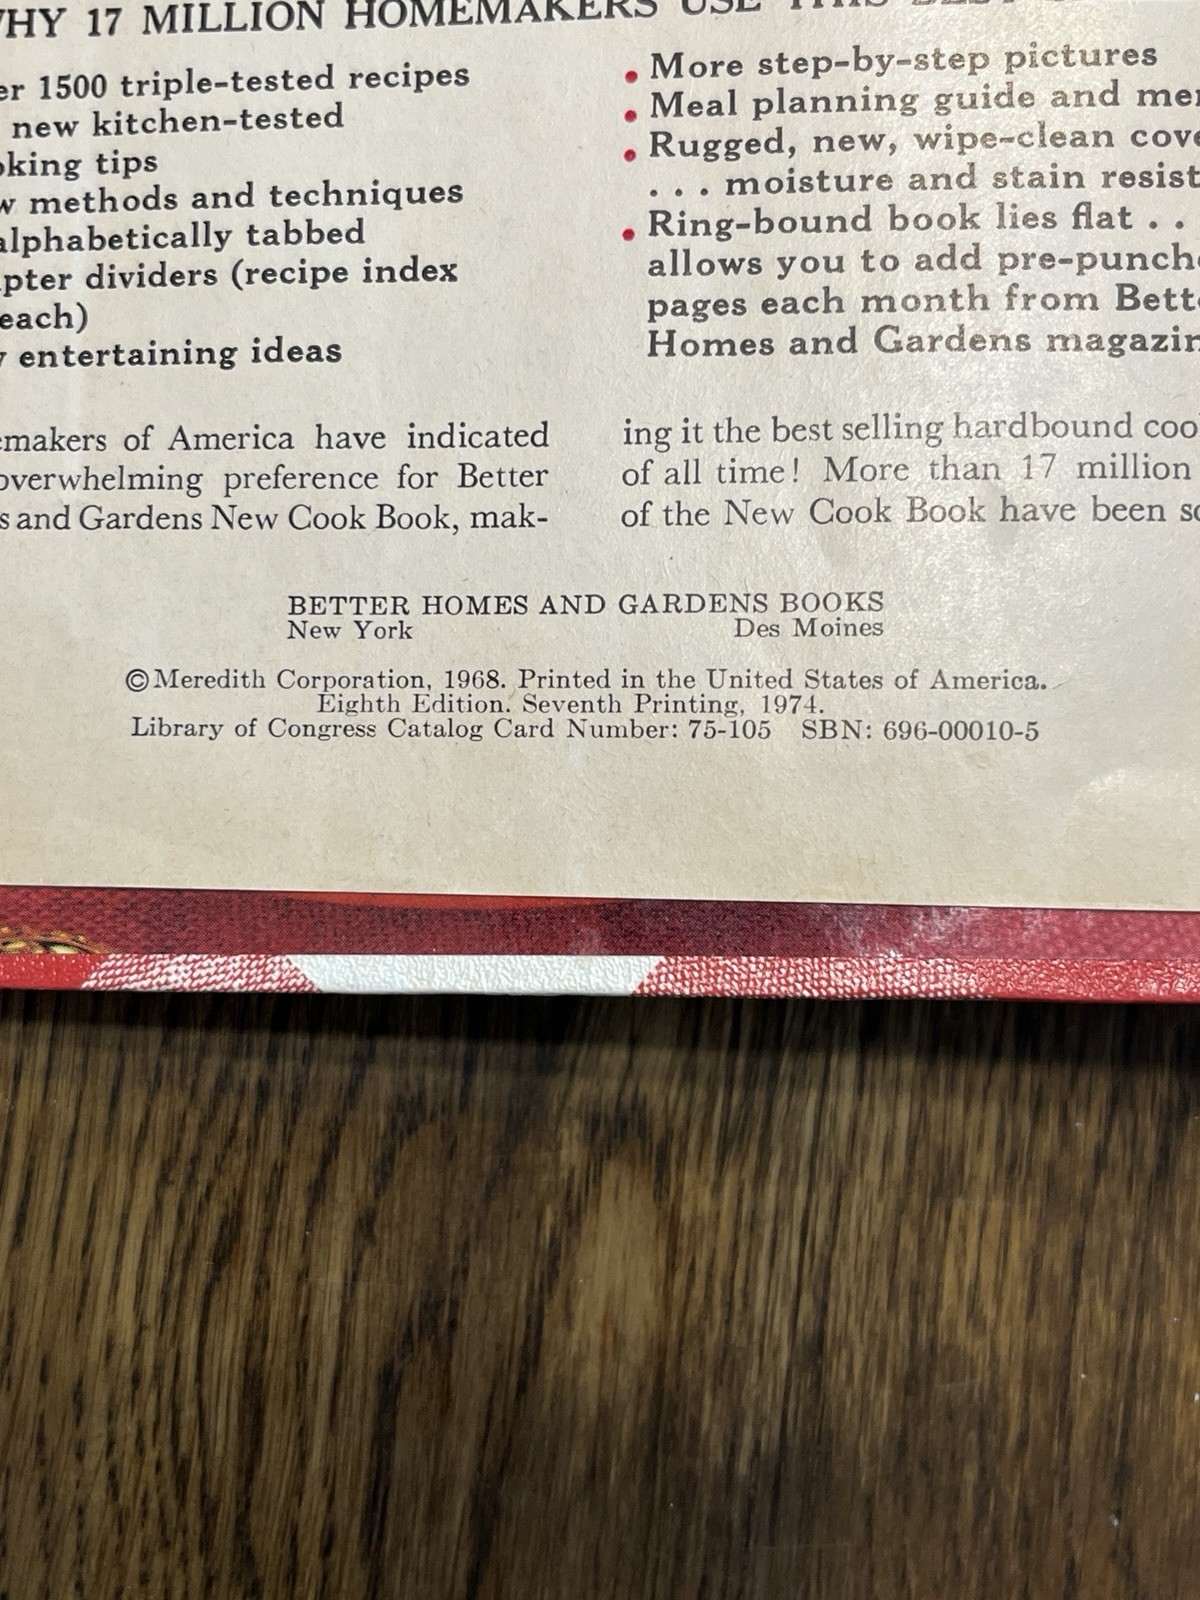 WHY 17 MILLION HOMEMAKERS USE THIS
er 1500 triple-tested recipes
new kitchen-tested
oking tips
w methods and techniques
alphabetically tabbed
pter dividers (recipe index
each)
y entertaining ideas
• More step-by-step pictures
• Meal planning guide and me
• Rugged, new, wipe-clean cove
. . . moisture and stain resist
• Ring-bound book lies flat . .
allows you to add pre-punch
pages each month from Bett
Homes and Gardens magazin
emakers of America have indicated
overwhelming preference for Better
s and Gardens New Cook Book, mak-
ing it the best selling hardbound coo
of all time! More than 17 million
of the New Cook Book have been so
BETTER HOMES AND GARDENS BOOKS
New York Des Moines
©Meredith Corporation, 1968. Printed in the United States of America.
Eighth Edition. Seventh Printing, 1974.
Library of Congress Catalog Card Number: 75-105 SBN: 696-00010-5